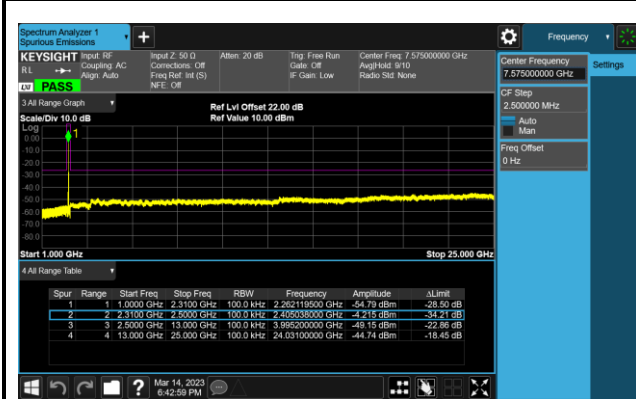 Spectrum Analyzer 1
Spurious Emissions
Frequency
KEYSIGHT
R L
LXI PASS
Input: RF
Coupling: AC
Align: Auto
Input Z: 50 Ω
Corrections: Off
Freq Ref: Int (S)
NFE: Off
Atten: 20 dB
Trig: Free Run
Gate: Off
IF Gain: Low
Center Freq: 7.575000000 GHz
Avg|Hold: 9/10
Radio Std: None
Center Frequency
7.575000000 GHz
Settings
CF Step
2.500000 MHz
Auto
Man
Freq Offset
0 Hz
3 All Range Graph
Scale/Div 10.0 dB
Ref Lvl Offset 22.00 dB
Ref Value 10.00 dBm
Log
1
0.00
-10.0
-20.0
-30.0
-40.0
-50.0
-60.0
-70.0
-80.0
Start 1.000 GHz
Stop 25.000 GHz
4 All Range Table
Spur Range Start Freq Stop Freq RBW Frequency Amplitude ΔLimit
1 1 1.0000 GHz 2.3100 GHz 100.0 kHz 2.262119500 GHz -54.79 dBm -28.50 dB
2 2 2.3100 GHz 2.5000 GHz 100.0 kHz 2.405038000 GHz -4.215 dBm -34.21 dB
3 3 2.5000 GHz 13.000 GHz 100.0 kHz 3.995200000 GHz -49.15 dBm -22.86 dB
4 4 13.000 GHz 25.000 GHz 100.0 kHz 24.03100000 GHz -44.74 dBm -18.45 dB
?
Mar 14, 2023
6:42:59 PM